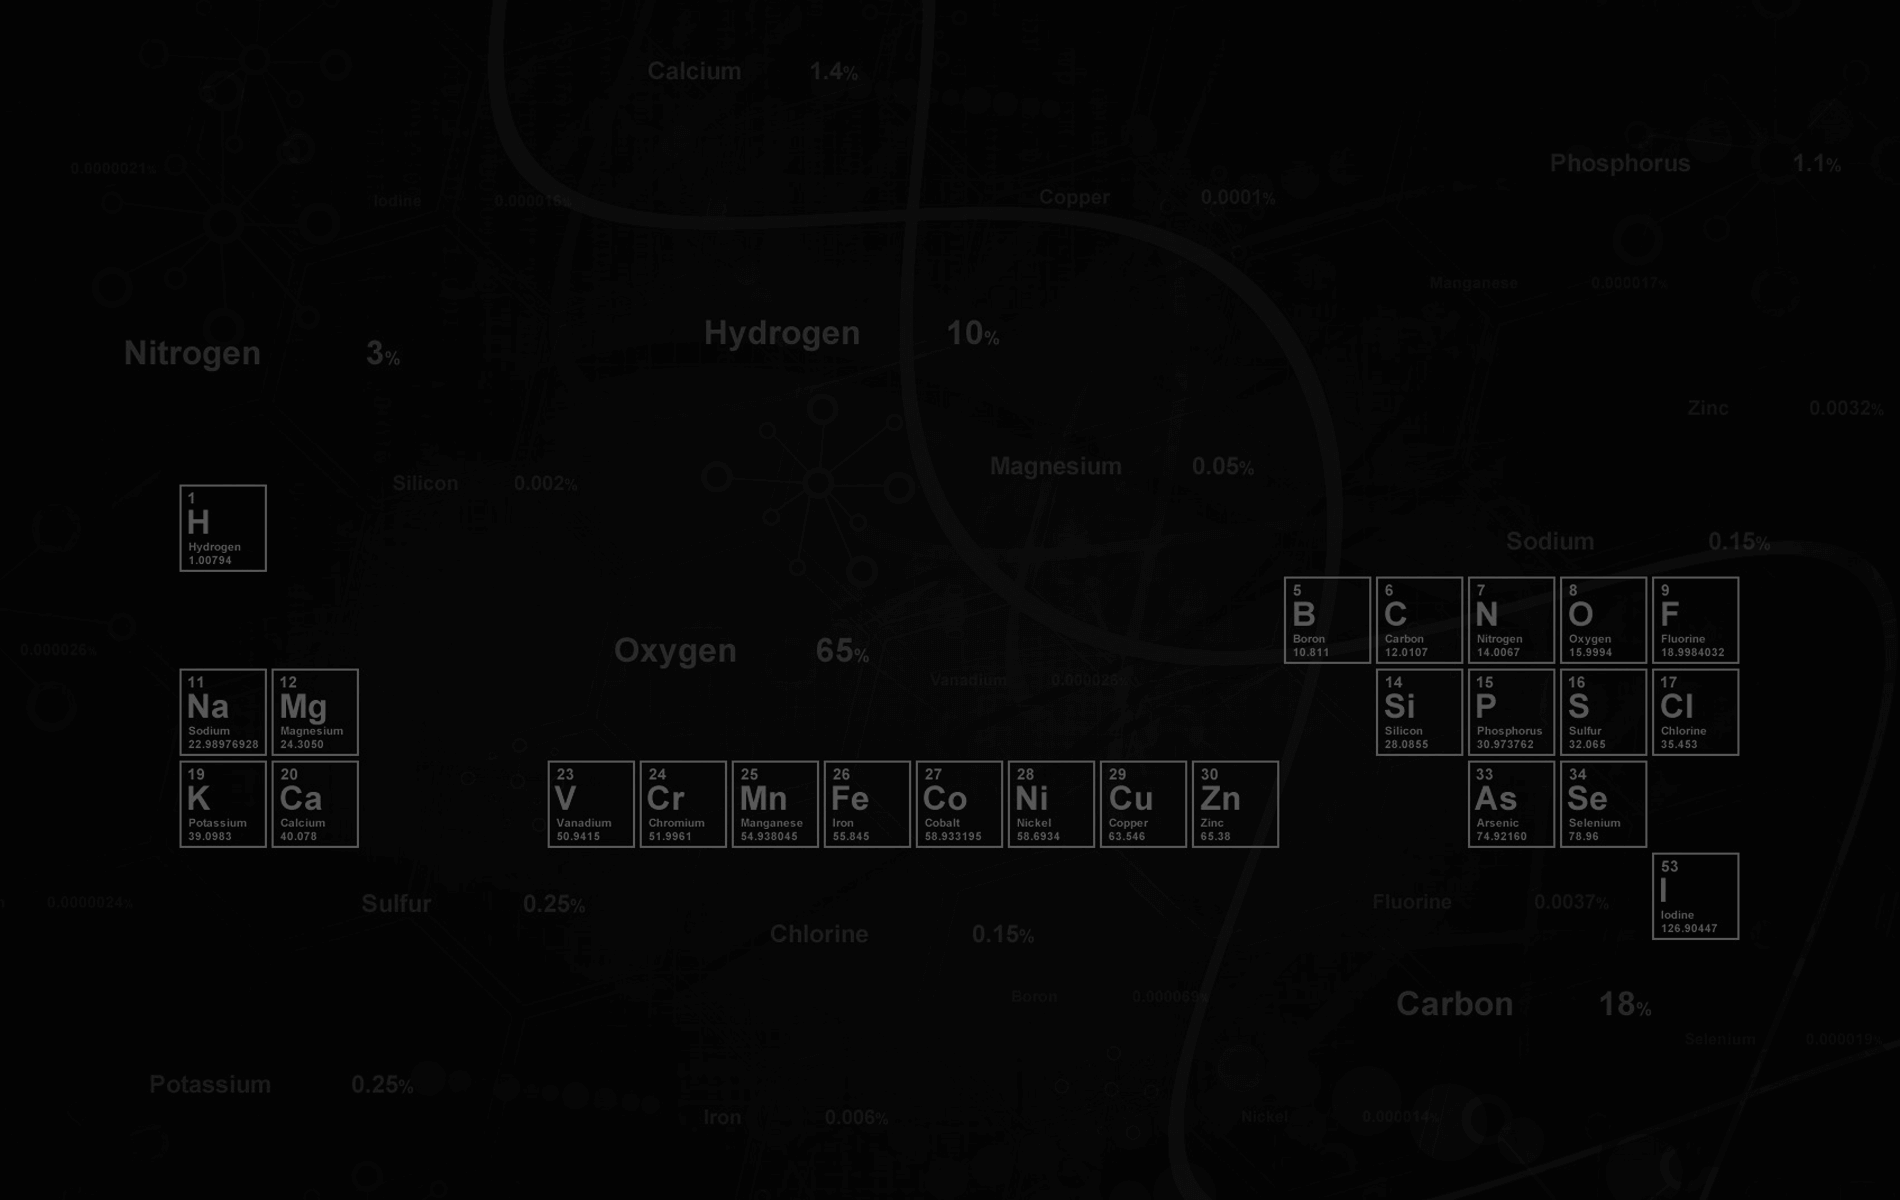 Calcium 1.4%
Phosphorus 1.1%
0.0000021%
Iodine 0.000016%
Copper 0.0001%
Manganese 0.000017%
Hydrogen 10%
Nitrogen 3%
Zinc 0.0032%
Magnesium 0.05%
Silicon 0.002%
1
H
Hydrogen
1.00794
Sodium 0.15%
5
B
Boron
10.811
6
C
Carbon
12.0107
7
N
Nitrogen
14.0067
8
O
Oxygen
15.9994
9
F
Fluorine
18.9984032
Oxygen 65%
Vanadium
11
Na
Sodium
22.98976928
12
Mg
Magnesium
24.3050
14
Si
Silicon
28.0855
15
P
Phosphorus
30.973762
16
S
Sulfur
32.065
17
Cl
Chlorine
35.453
19
K
Potassium
39.0983
20
Ca
Calcium
40.078
23
V
Vanadium
50.9415
24
Cr
Chromium
51.9961
25
Mn
Manganese
54.938045
26
Fe
Iron
55.845
27
Co
Cobalt
58.933195
28
Ni
Nickel
58.6934
29
Cu
Copper
63.546
30
Zn
Zinc
65.38
33
As
Arsenic
74.92160
34
Se
Selenium
78.96
53
I
Iodine
126.90447
0.0000024%
Sulfur 0.25%
Fluorine 0.0037%
Chlorine 0.15%
Boron 0.000069%
Carbon 18%
Selenium 0.000019%
Potassium 0.25%
Iron 0.006%
Nickel 0.000014%